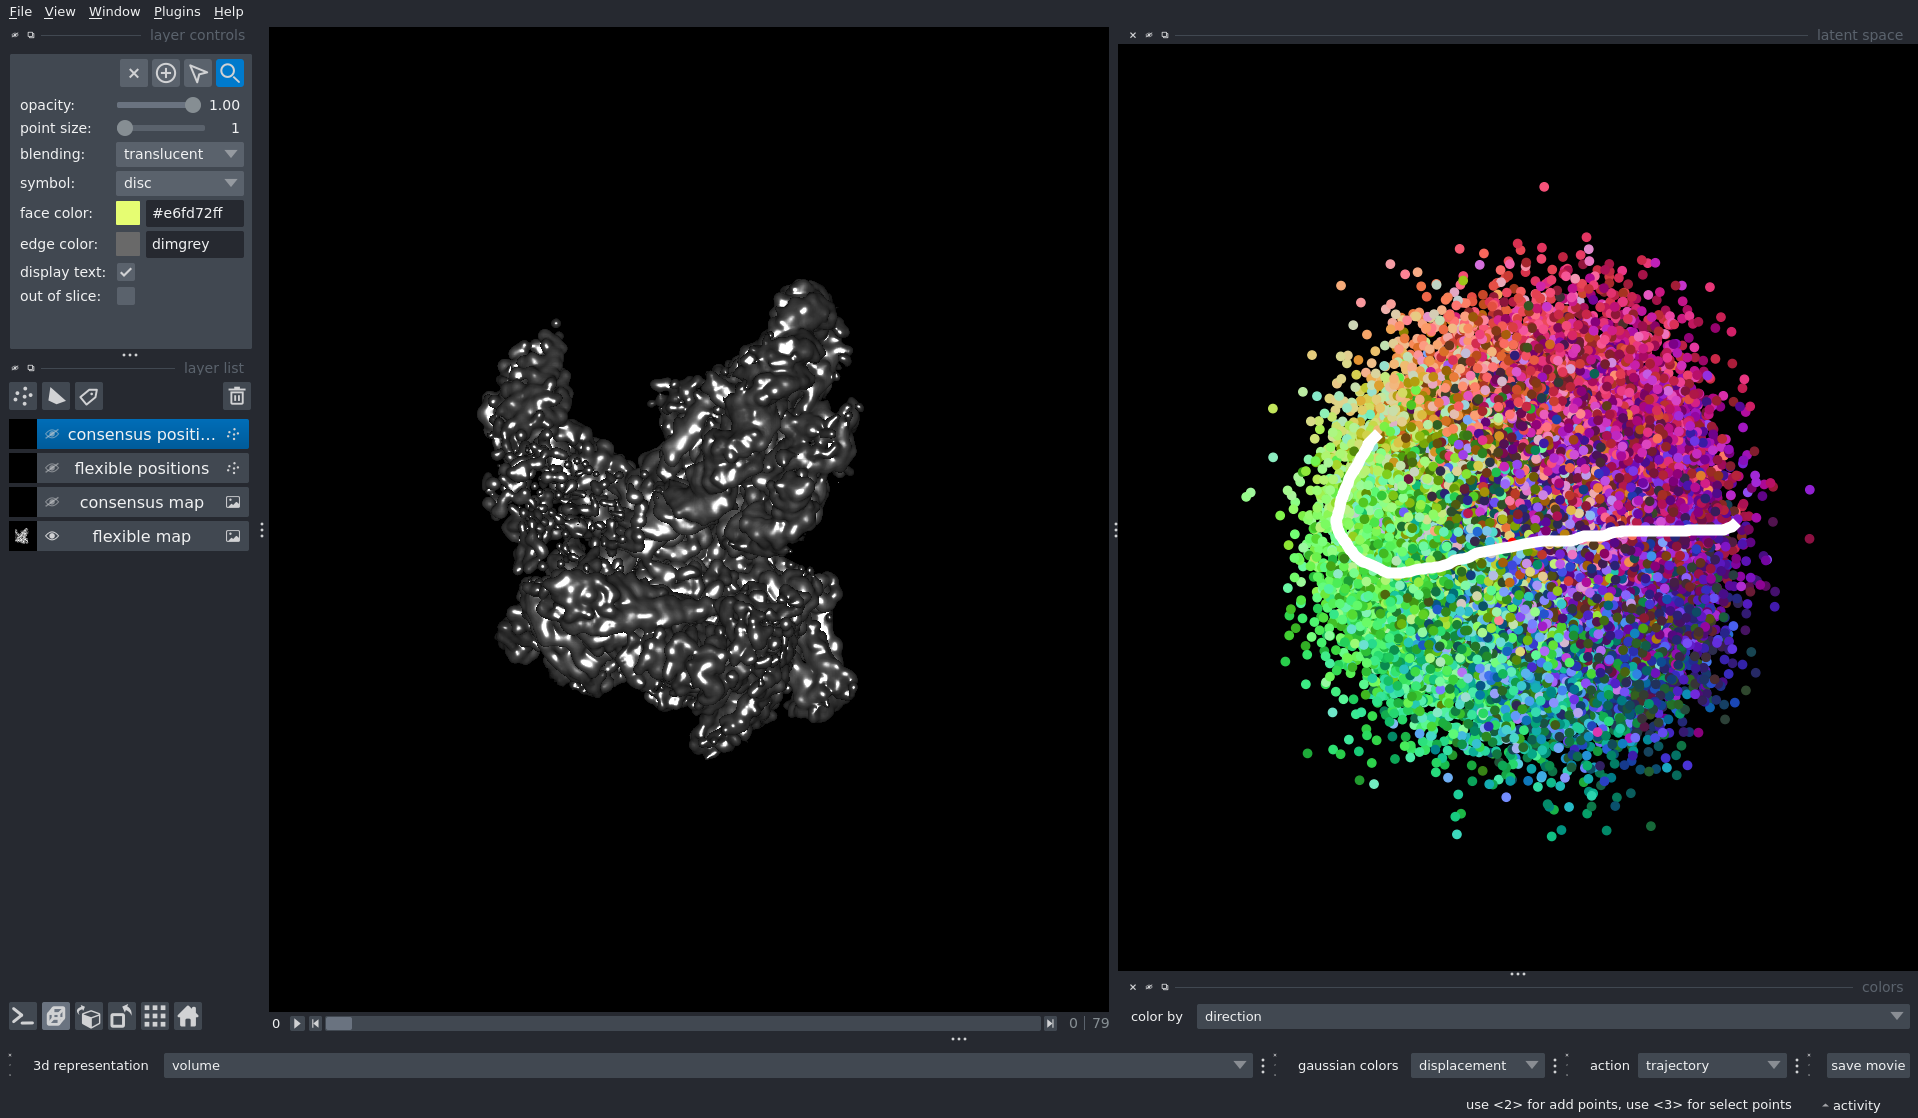 File View Window Plugins Help
layer controls
opacity: 1.00
point size: 1
blending: translucent
symbol: disc
face color: #e6fd72ff
edge color: dimgrey
display text:
out of slice:
layer list
consensus positi...
flexible positions
consensus map
flexible map
0 0 79
latent space
colors
color by direction
3d representation volume gaussian colors displacement action trajectory save movie
use <2> for add points, use <3> for select points activity